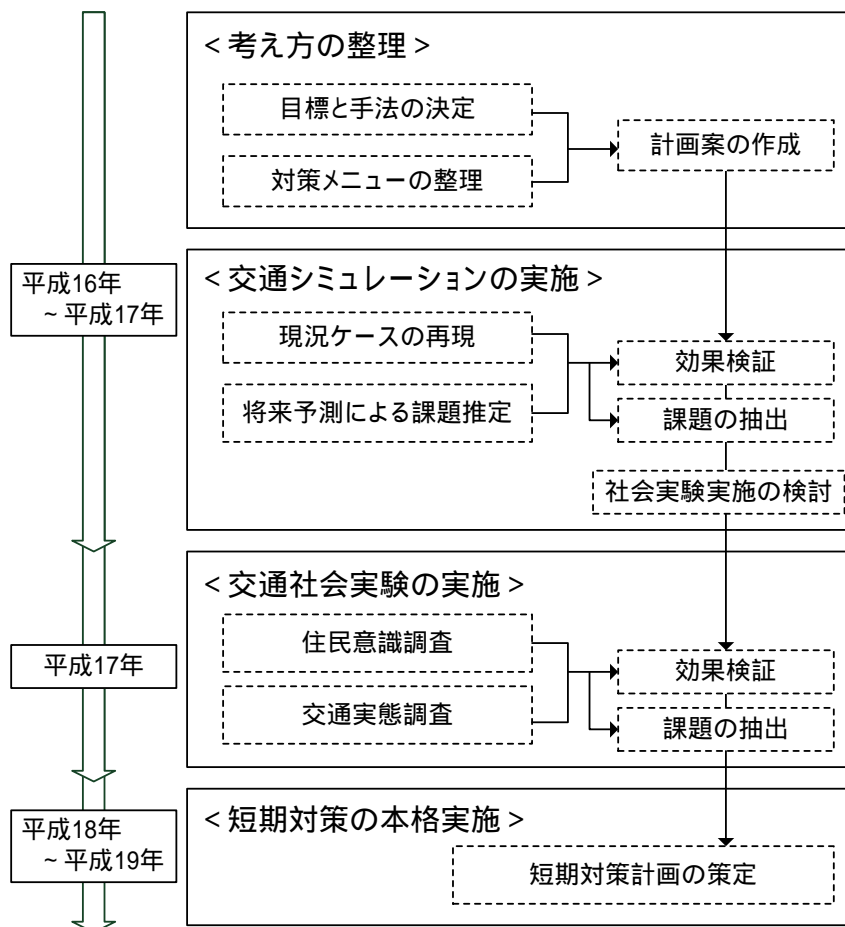 ＜考え方の整理＞
目標と手法の決定
対策メニューの整理
計画案の作成
平成16年
～平成17年
＜交通シミュレーションの実施＞
現況ケースの再現
将来予測による課題推定
効果検証
課題の抽出
社会実験実施の検討
平成17年
＜交通社会実験の実施＞
住民意識調査
交通実態調査
効果検証
課題の抽出
平成18年
～平成19年
＜短期対策の本格実施＞
短期対策計画の策定